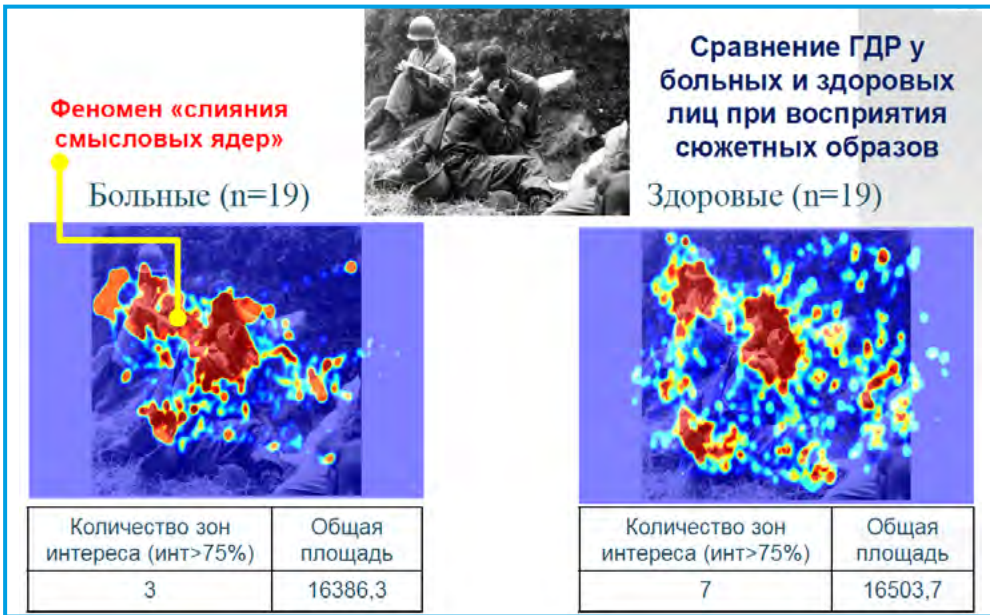 Феномен «слияния
смысловых ядер»
Сравнение ГДР у
больных и здоровых
лиц при восприятия
сюжетных образов
Больные (n=19)
Здоровые (n=19)
Количество зон
интереса (инт>75%)
Общая
площадь
3
16386,3
Количество зон
интереса (инт>75%)
Общая
площадь
7
16503,7